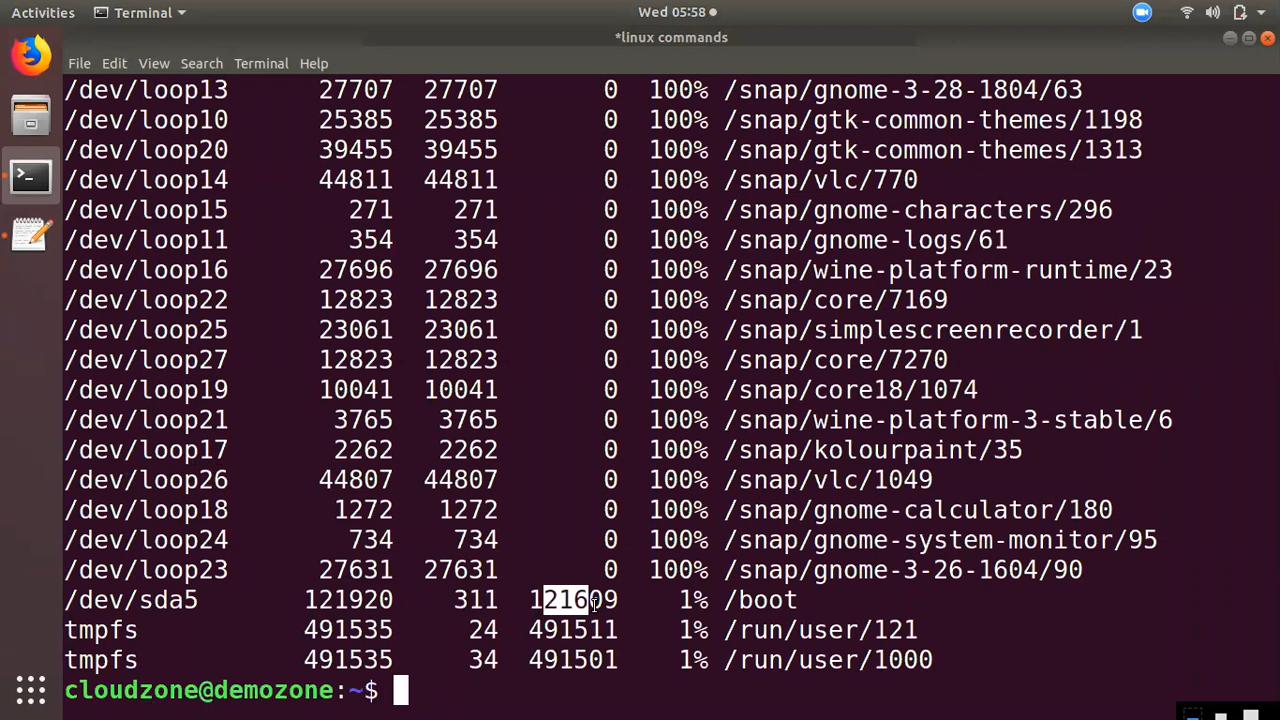 Activities Terminal Wed 05:58
*linux commands
File Edit View Search Terminal Help
/dev/loop13 27707 27707 0 100% /snap/gnome-3-28-1804/63
/dev/loop10 25385 25385 0 100% /snap/gtk-common-themes/1198
/dev/loop20 39455 39455 0 100% /snap/gtk-common-themes/1313
/dev/loop14 44811 44811 0 100% /snap/vlc/770
/dev/loop15 271 271 0 100% /snap/gnome-characters/296
/dev/loop11 354 354 0 100% /snap/gnome-logs/61
/dev/loop16 27696 27696 0 100% /snap/wine-platform-runtime/23
/dev/loop22 12823 12823 0 100% /snap/core/7169
/dev/loop25 23061 23061 0 100% /snap/simplescreenrecorder/1
/dev/loop27 12823 12823 0 100% /snap/core/7270
/dev/loop19 10041 10041 0 100% /snap/core18/1074
/dev/loop21 3765 3765 0 100% /snap/wine-platform-3-stable/6
/dev/loop17 2262 2262 0 100% /snap/kolourpaint/35
/dev/loop26 44807 44807 0 100% /snap/vlc/1049
/dev/loop18 1272 1272 0 100% /snap/gnome-calculator/180
/dev/loop24 734 734 0 100% /snap/gnome-system-monitor/95
/dev/loop23 27631 27631 0 100% /snap/gnome-3-26-1604/90
/dev/sda5 121920 311 121609 1% /boot
tmpfs 491535 24 491511 1% /run/user/121
tmpfs 491535 34 491501 1% /run/user/1000
cloudzone@demozone:~$